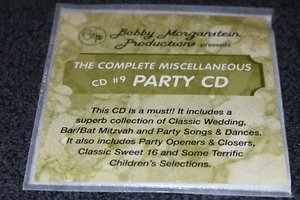 Bobby Morganstein
Productions presents
THE COMPLETE MISCELLANEOUS
CD #9 PARTY CD
This CD is a must!! It includes a
superb collection of Classic Wedding,
Bar/Bat Mitzvah and Party Songs & Dances.
It also includes Party Openers & Closers,
Classic Sweet 16 and Some Terrific
Children's Selections.